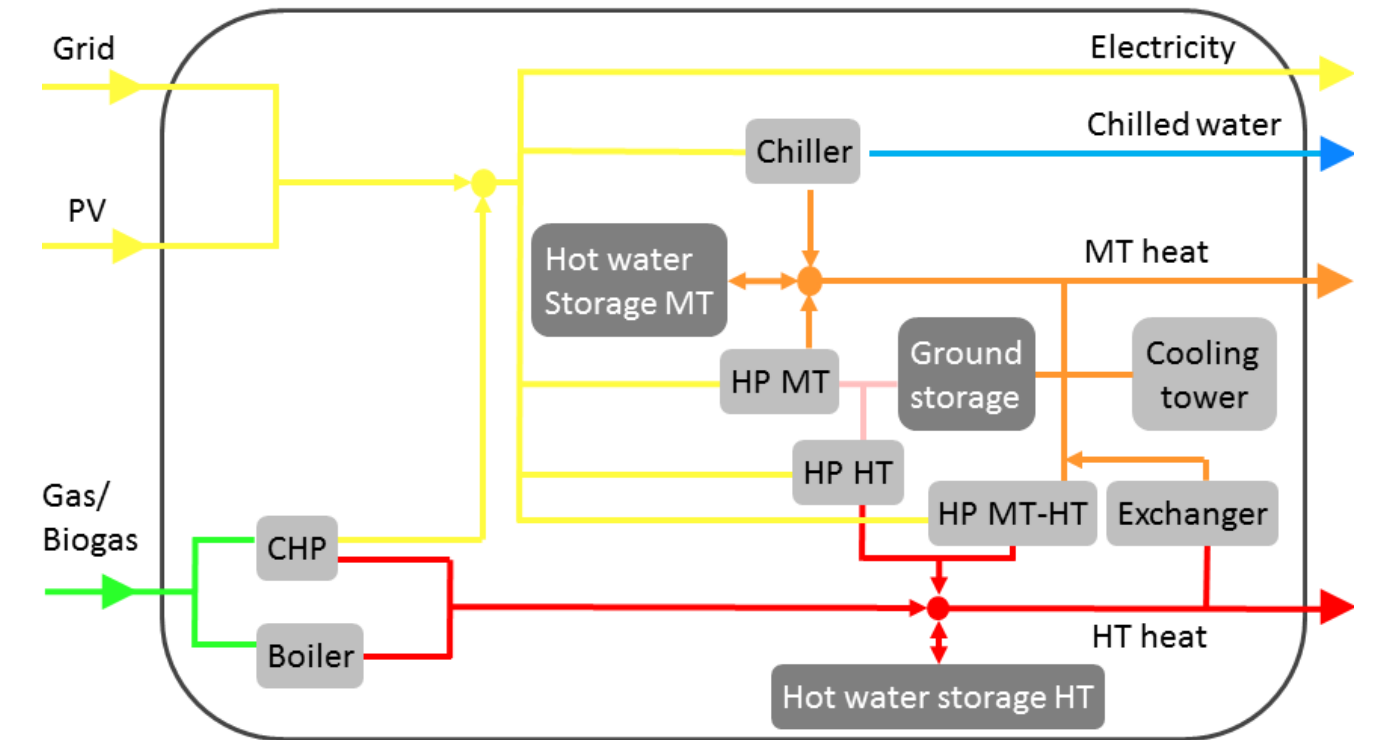 Grid
Electricity
Chilled water
Chiller
PV
MT heat
Hot water
Storage MT
Ground
storage
Cooling
tower
HP MT
HP HT
Gas/
Biogas
HP MT-HT
Exchanger
CHP
HT heat
Boiler
Hot water storage HT